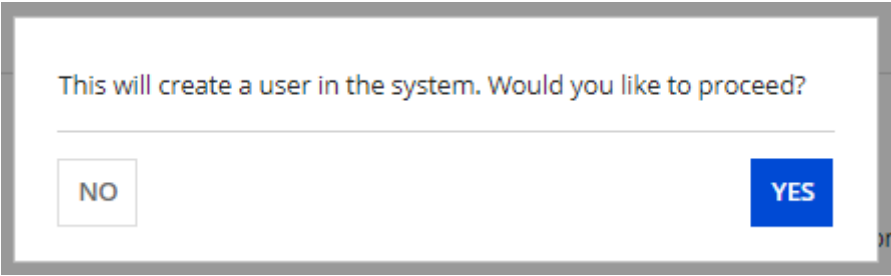 This will create a user in the system. Would you like to proceed?
NO
YES